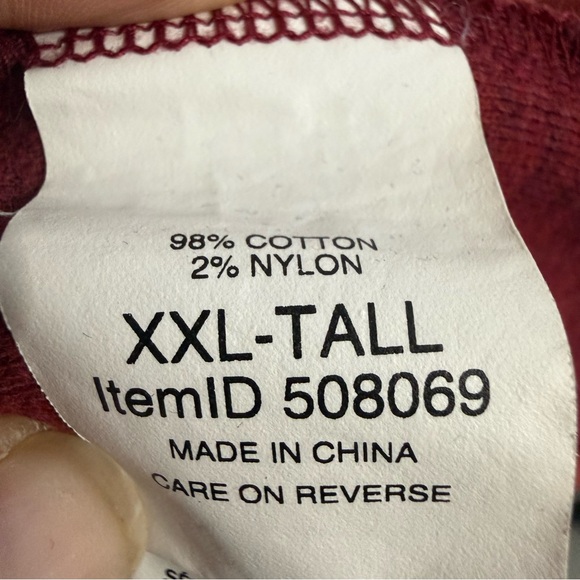 98% COTTON
2% NYLON
XXL-TALL
ItemID 508069
MADE IN CHINA
CARE ON REVERSE